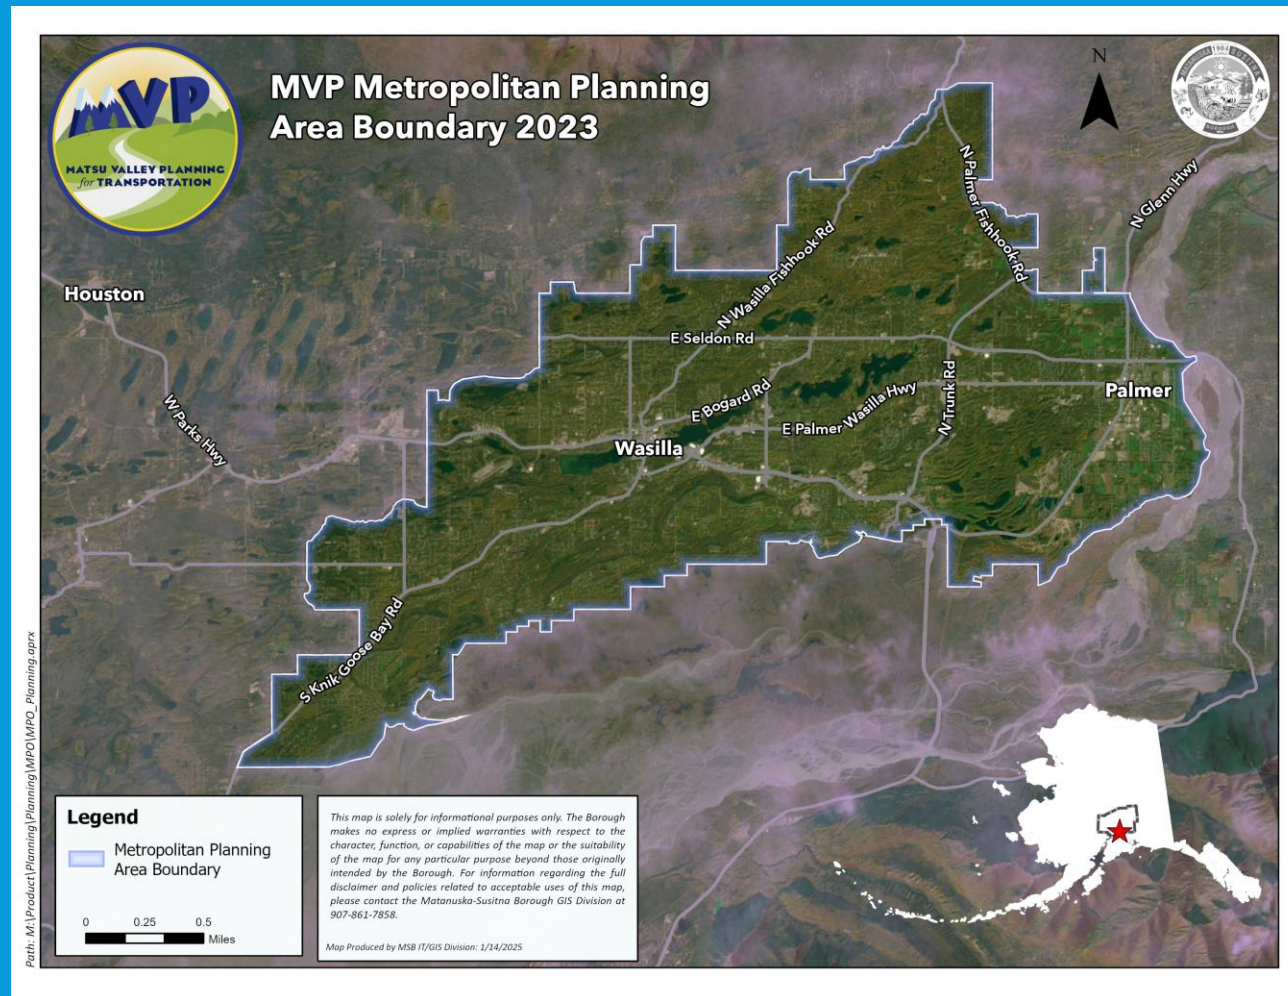 MVP
MATSU VALLEY PLANNING
for TRANSPORTATION
MVP Metropolitan Planning
Area Boundary 2023
N
1964
SUSITNA
BOROUGH
N Glenn Hwy
N Palmer Fishhook Rd
N Wasilla Fishhook Rd
Houston
E Seldon Rd
W Parks Hwy
E Bogard Rd
E Palmer Wasilla Hwy
N Trunk Rd
Palmer
Wasilla
S Knik Goose Bay Rd
Legend
Metropolitan Planning
Area Boundary
0 0.25 0.5
Miles
This map is solely for informational purposes only. The Borough
makes no express or implied warranties with respect to the
character, function, or capabilities of the map or the suitability
of the map for any particular purpose beyond those originally
intended by the Borough. For information regarding the full
disclaimer and policies related to acceptable uses of this map,
please contact the Matanuska-Susitna Borough GIS Division at
907-861-7858.
Map Produced by MSB IT/GIS Division: 1/14/2025
Path: M:\Product\Planning\Planning\MPO\MPO_Planning.aprx